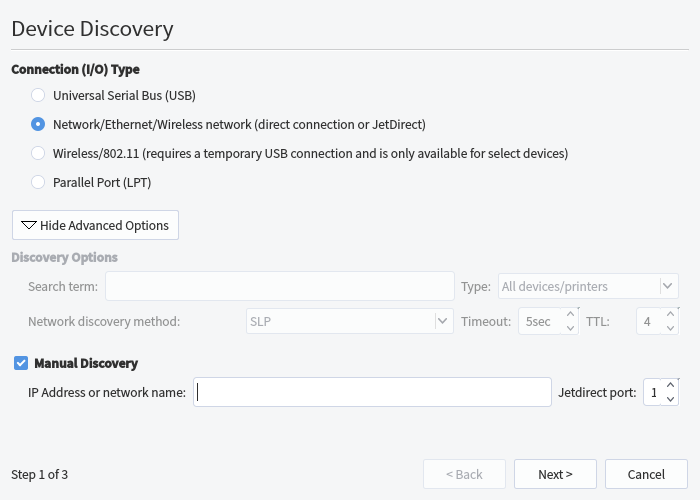 Device Discovery
Connection (I/O) Type
Universal Serial Bus (USB)
Network/Ethernet/Wireless network (direct connection or JetDirect)
Wireless/802.11 (requires a temporary USB connection and is only available for select devices)
Parallel Port (LPT)
Hide Advanced Options
Discovery Options
Search term: Type: All devices/printers
Network discovery method: SLP Timeout: 5sec TTL: 4
Manual Discovery
IP Address or network name: Jetdirect port: 1
Step 1 of 3 < Back Next > Cancel